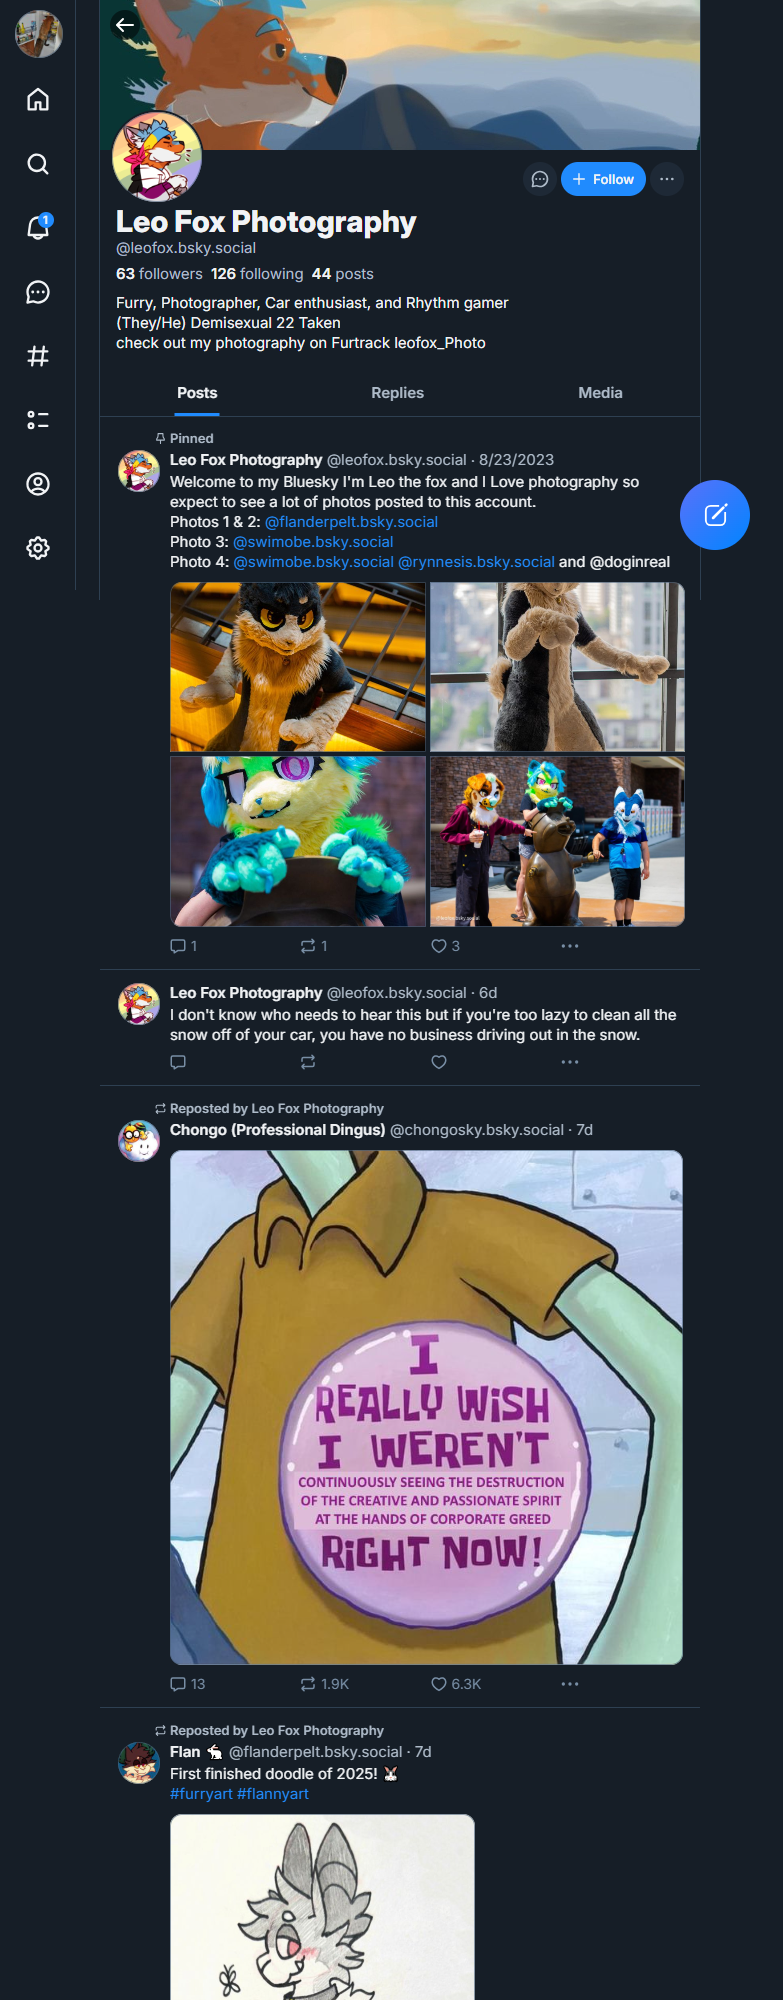 1
Follow
Leo Fox Photography
@leofox.bsky.social
63 followers 126 following 44 posts
Furry, Photographer, Car enthusiast, and Rhythm gamer
(They/He) Demisexual 22 Taken
check out my photography on Furtrack leofox_Photo
Posts Replies Media
Pinned
Leo Fox Photography @leofox.bsky.social · 8/23/2023
Welcome to my Bluesky I'm Leo the fox and I Love photography so
expect to see a lot of photos posted to this account.
Photos 1 & 2: @flanderpelt.bsky.social
Photo 3: @swimobe.bsky.social
Photo 4: @swimobe.bsky.social @rynnesis.bsky.social and @doginreal
1 1 3
Leo Fox Photography @leofox.bsky.social · 6d
I don't know who needs to hear this but if you're too lazy to clean all the
snow off of your car, you have no business driving out in the snow.
Reposted by Leo Fox Photography
Chongo (Professional Dingus) @chongosky.bsky.social · 7d
I
REALLY WISH
I WEREN'T
CONTINUOUSLY SEEING THE DESTRUCTION
OF THE CREATIVE AND PASSIONATE SPIRIT
AT THE HANDS OF CORPORATE GREED
RIGHT NOW!
13 1.9K 6.3K
Reposted by Leo Fox Photography
Flan 🐇 @flanderpelt.bsky.social · 7d
First finished doodle of 2025! 🐰
#furryart #flannyart